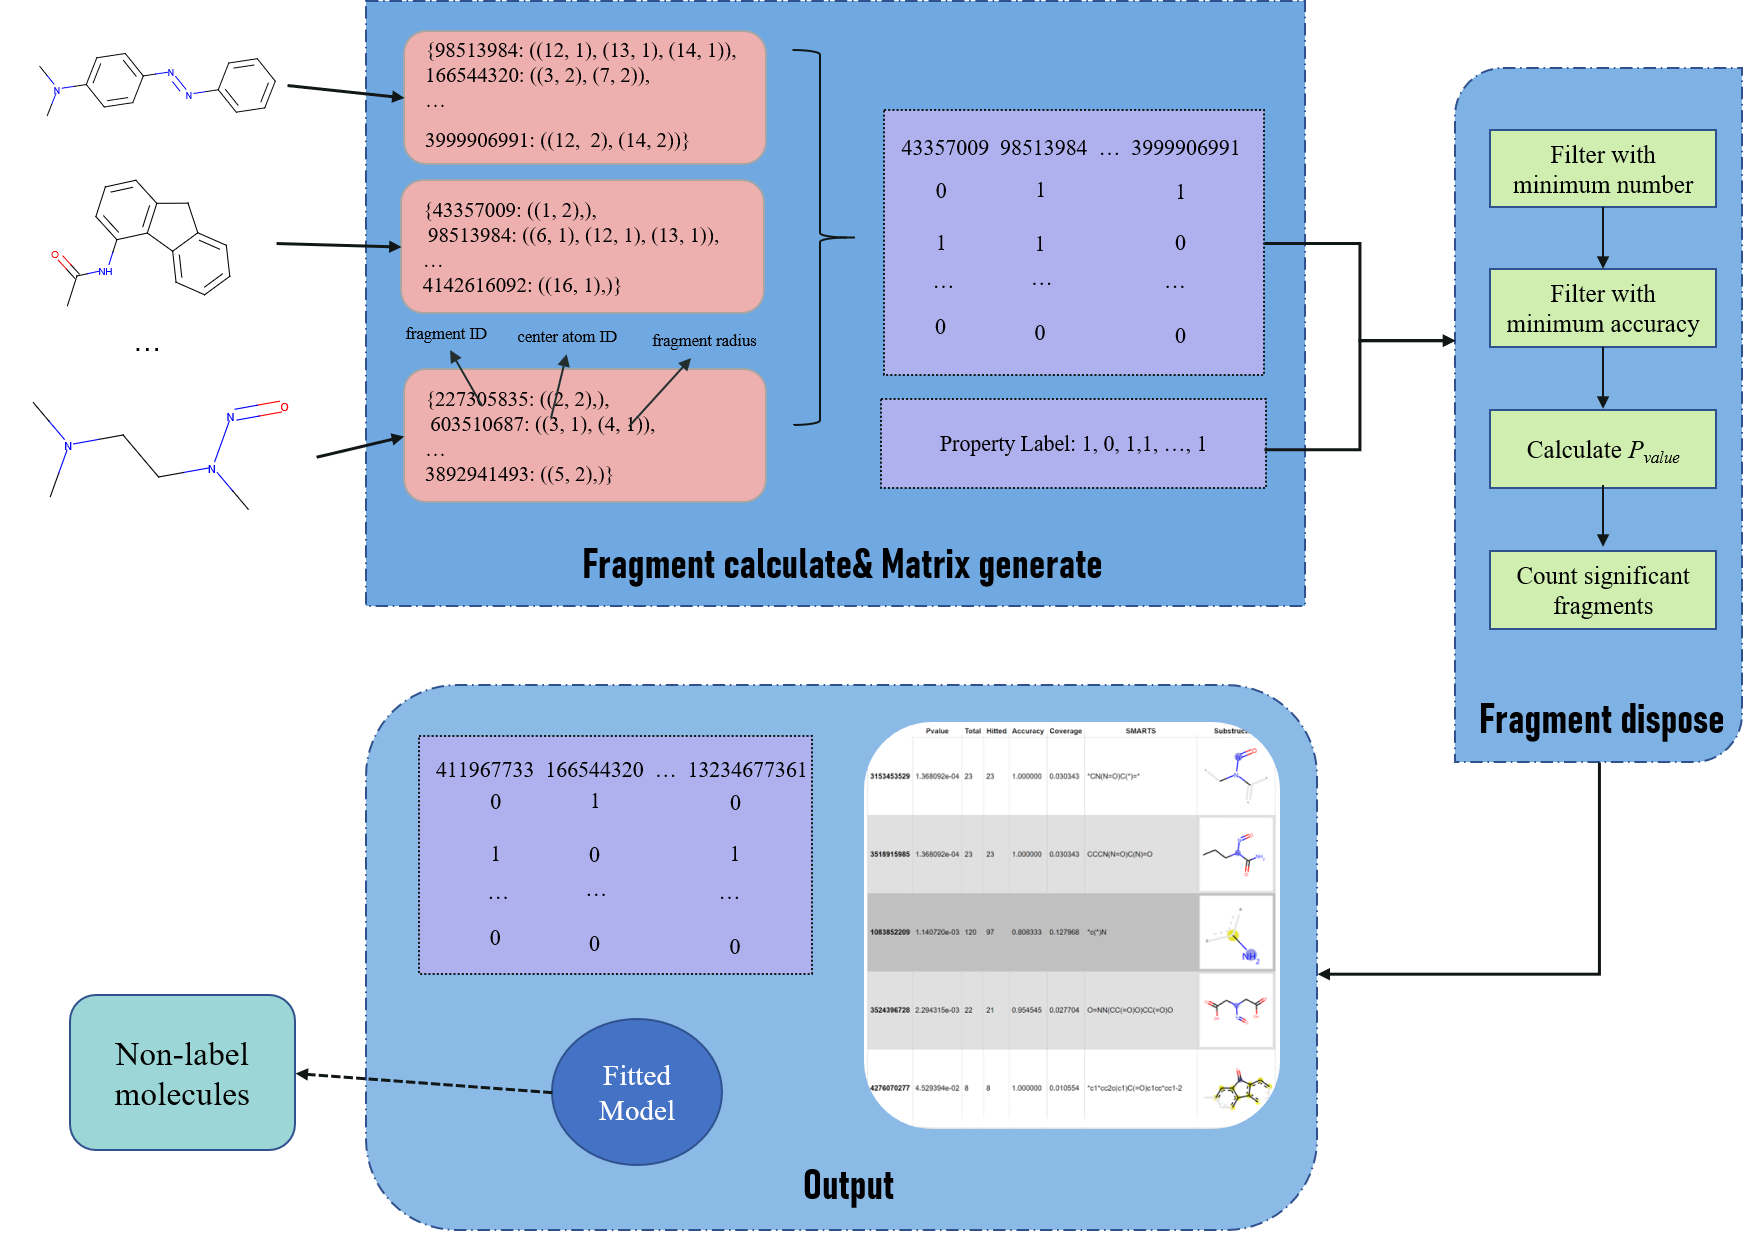 {98513984: ((12, 1), (13, 1), (14, 1)),
166544320: ((3, 2), (7, 2)),
…
3999906991: ((12, 2), (14, 2))}
{43357009: ((1, 2),),
98513984: ((6, 1), (12, 1), (13, 1)),
…
4142616092: ((16, 1),)}
fragment ID
center atom ID
fragment radius
{227305835: ((2, 2),),
603510687: ((3, 1), (4, 1)),
…
3892941493: ((5, 2),)}
N
N
N
O
NH
…
N
N
N
O
43357009 98513984 … 3999906991
0 1 1
1 1 0
… … …
0 0 0
Property Label: 1, 0, 1,1, …, 1
Fragment calculate& Matrix generate
Filter with
minimum number
Filter with
minimum accuracy
Calculate Pvalue
Count significant
fragments
Fragment dispose
411967733 166544320 … 13234677361
0 1 0
1 0 1
… … …
0 0 0
Fitted
Model
Non-label
molecules
Pvalue Total Hitted Accuracy Coverage SMARTS
3153453529 1.368092e-04 23 23 1.000000 0.030343 *CN(N=O)C(*)=*
3518915985 1.368092e-04 23 23 1.000000 0.030343 CCCN(N=O)C(N)=O
1083852209 1.140720e-03 120 97 0.808333 0.127968 *c(*)N
NH2
3524396728 2.294315e-03 22 21 0.954545 0.027704 O=NN(CC(=O)O)CC(=O)O
4276070277 4.529394e-02 8 8 1.000000 0.010554 *c1*cc2c(c1)C(=O)c1cc*cc1-2
Output